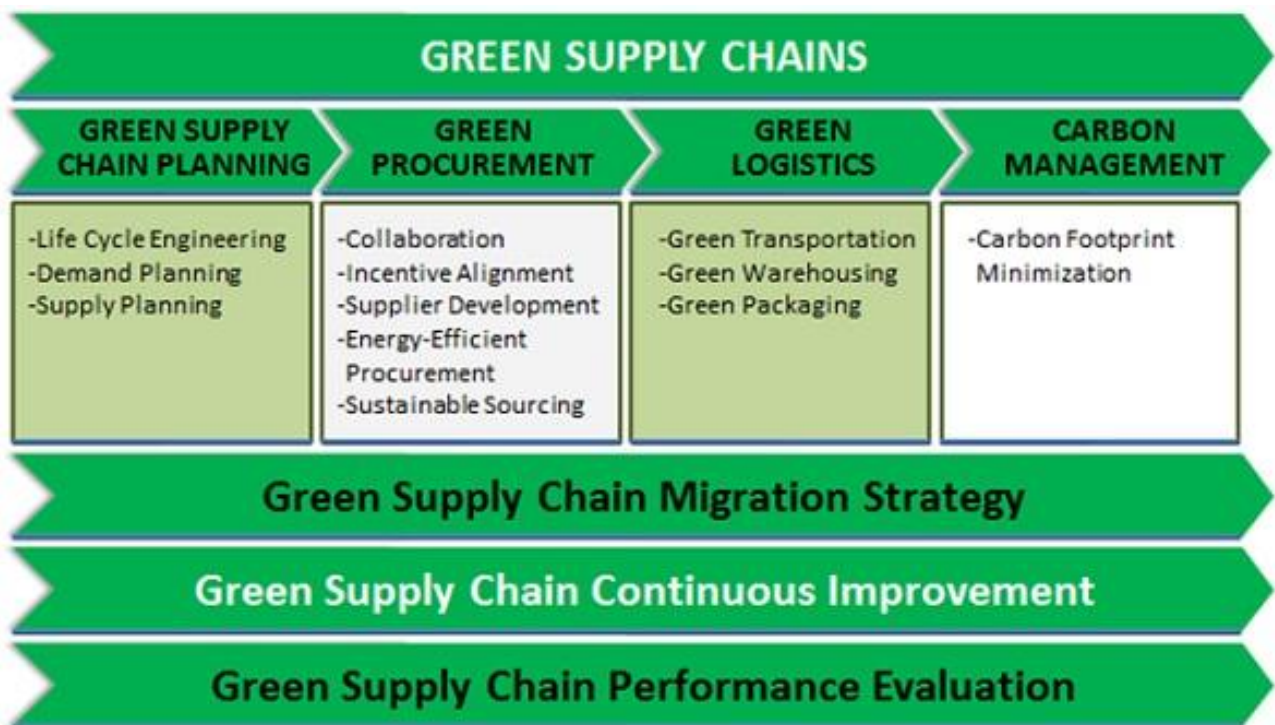 GREEN SUPPLY CHAINS
GREEN SUPPLY
CHAIN PLANNING
GREEN
PROCUREMENT
GREEN
LOGISTICS
CARBON
MANAGEMENT
-Life Cycle Engineering
-Demand Planning
-Supply Planning
-Collaboration
-Incentive Alignment
-Supplier Development
-Energy-Efficient
Procurement
-Sustainable Sourcing
-Green Transportation
-Green Warehousing
-Green Packaging
-Carbon Footprint
Minimization
Green Supply Chain Migration Strategy
Green Supply Chain Continuous Improvement
Green Supply Chain Performance Evaluation